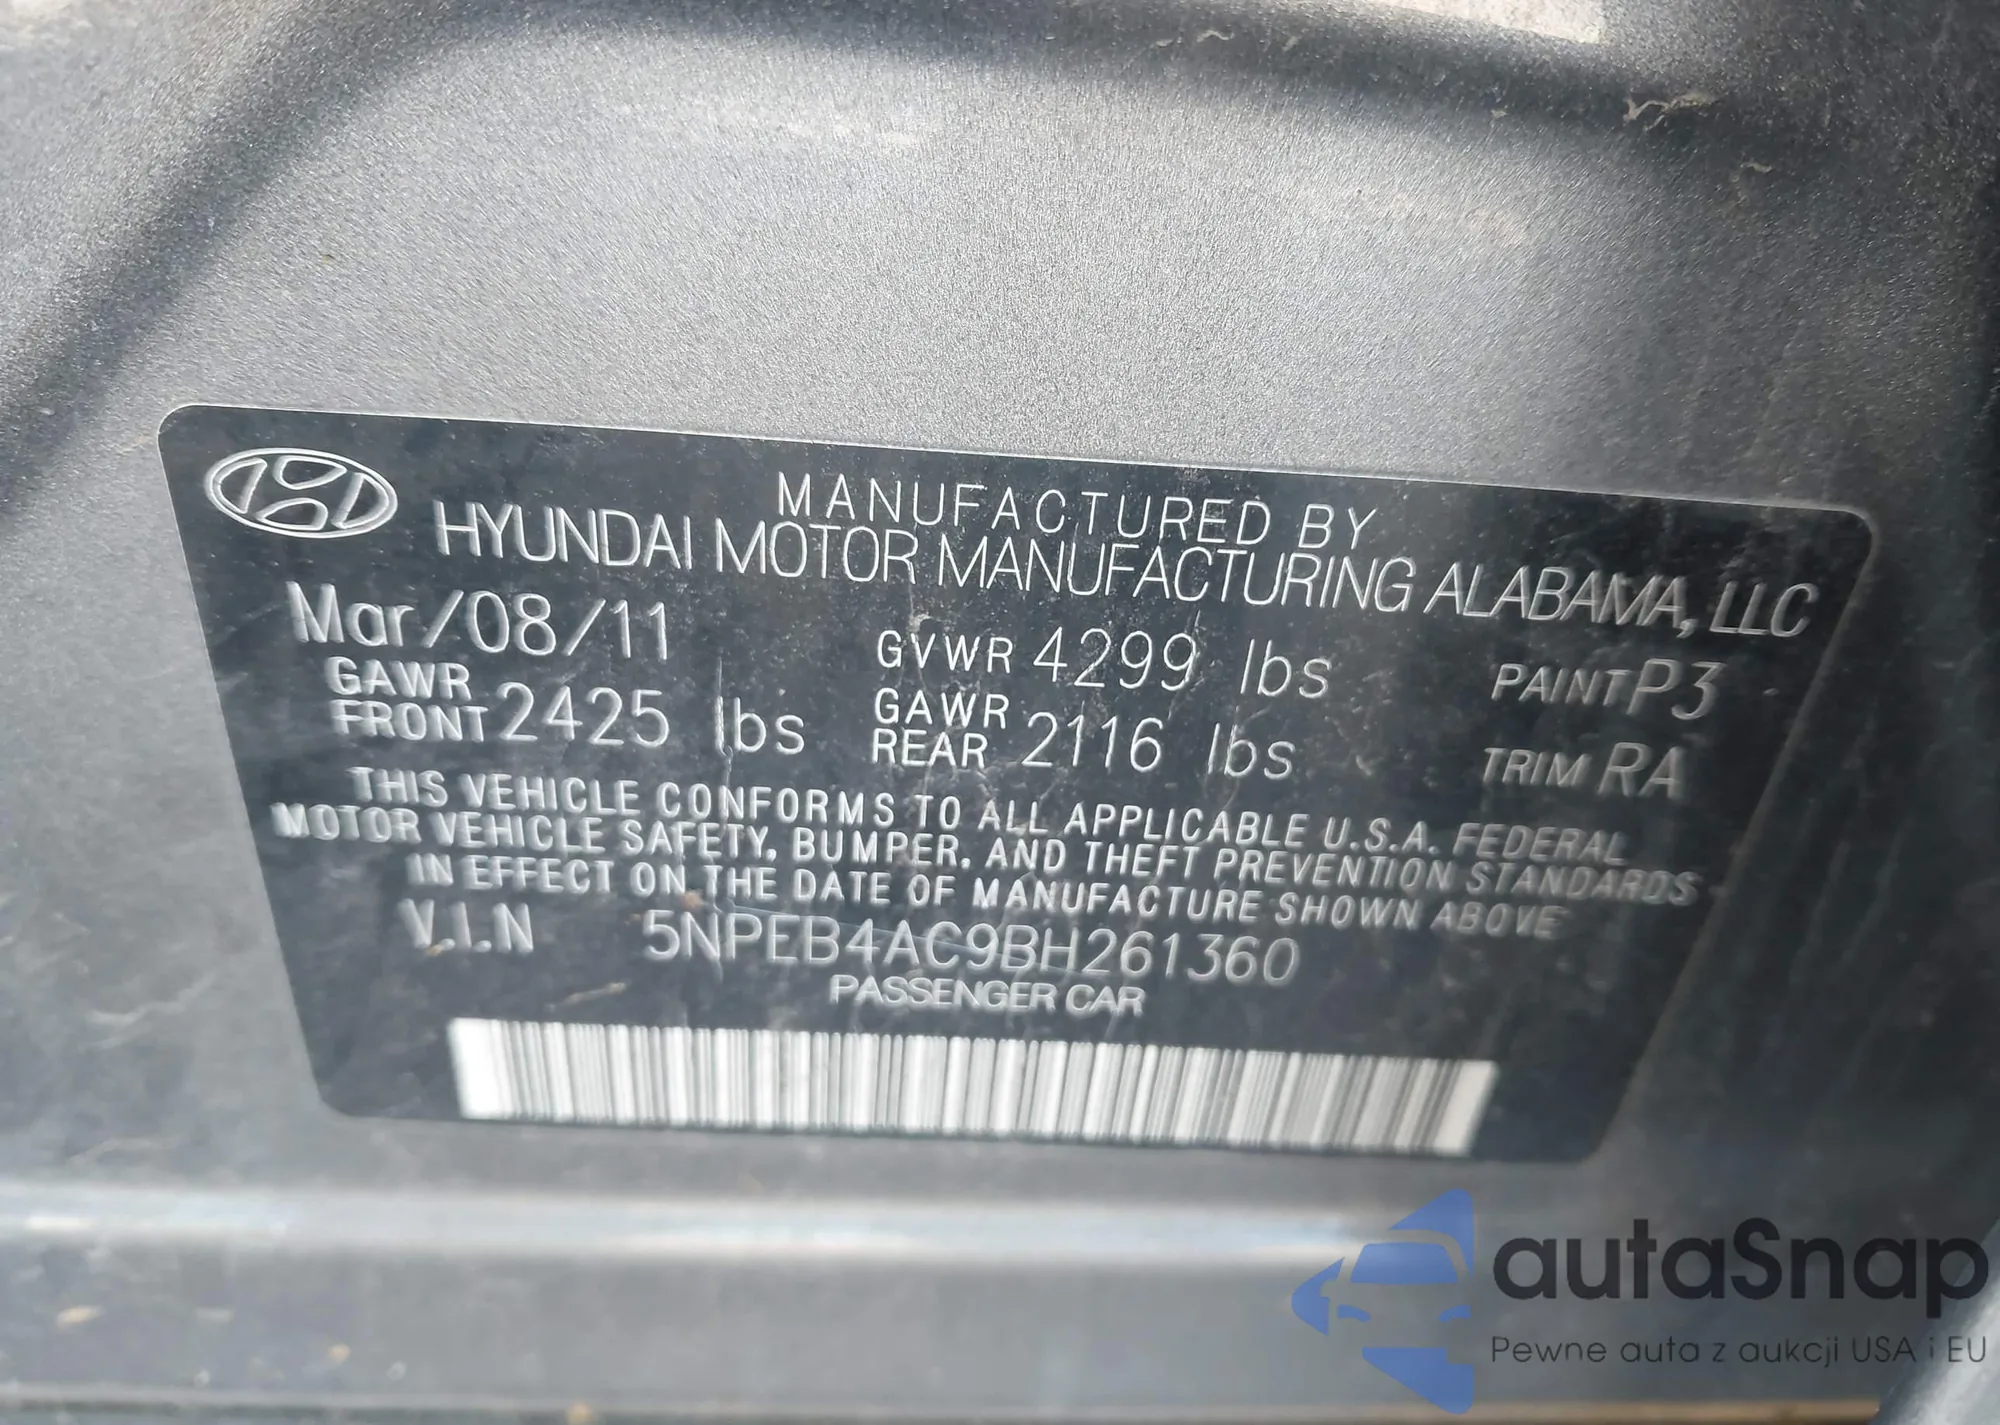 MANUFACTURED BY
HYUNDAI MOTOR MANUFACTURING ALABAMA, LLC
Mar/08/11 GVWR 4299 lbs PAINT P3
GAWR FRONT 2425 lbs GAWR REAR 2116 lbs TRIM RA
THIS VEHICLE CONFORMS TO ALL APPLICABLE U.S.A. FEDERAL
MOTOR VEHICLE SAFETY, BUMPER, AND THEFT PREVENTION STANDARDS
IN EFFECT ON THE DATE OF MANUFACTURE SHOWN ABOVE
V.I.N 5NPEB4AC9BH261360
PASSENGER CAR
autaSnap
Pewne auta z aukcji USA i EU